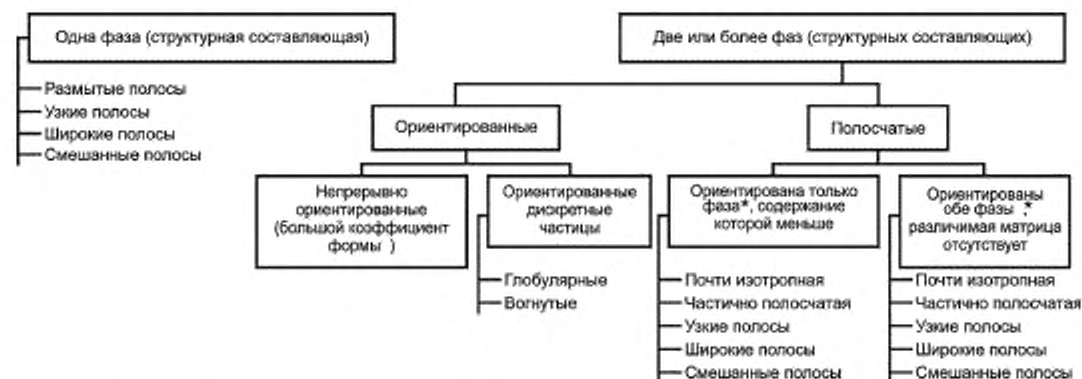 Одна фаза (структурная составляющая)
Размытые полосы
Узкие полосы
Широкие полосы
Смешанные полосы
Две или более фаз (структурных составляющих)
Ориентированные
Непрерывно
ориентированные
(большой коэффициент
формы )
Ориентированные
дискретные
частицы
Глобулярные
Вогнутые
Полосчатые
Ориентирована только
фаза*, содержание
которой меньше
Почти изотропная
Частично полосчатая
Узкие полосы
Широкие полосы
Смешанные полосы
Ориентированы
обе фазы ,*
различимая матрица
отсутствует
Почти изотропная
Частично полосчатая
Узкие полосы
Широкие полосы
Смешанные полосы